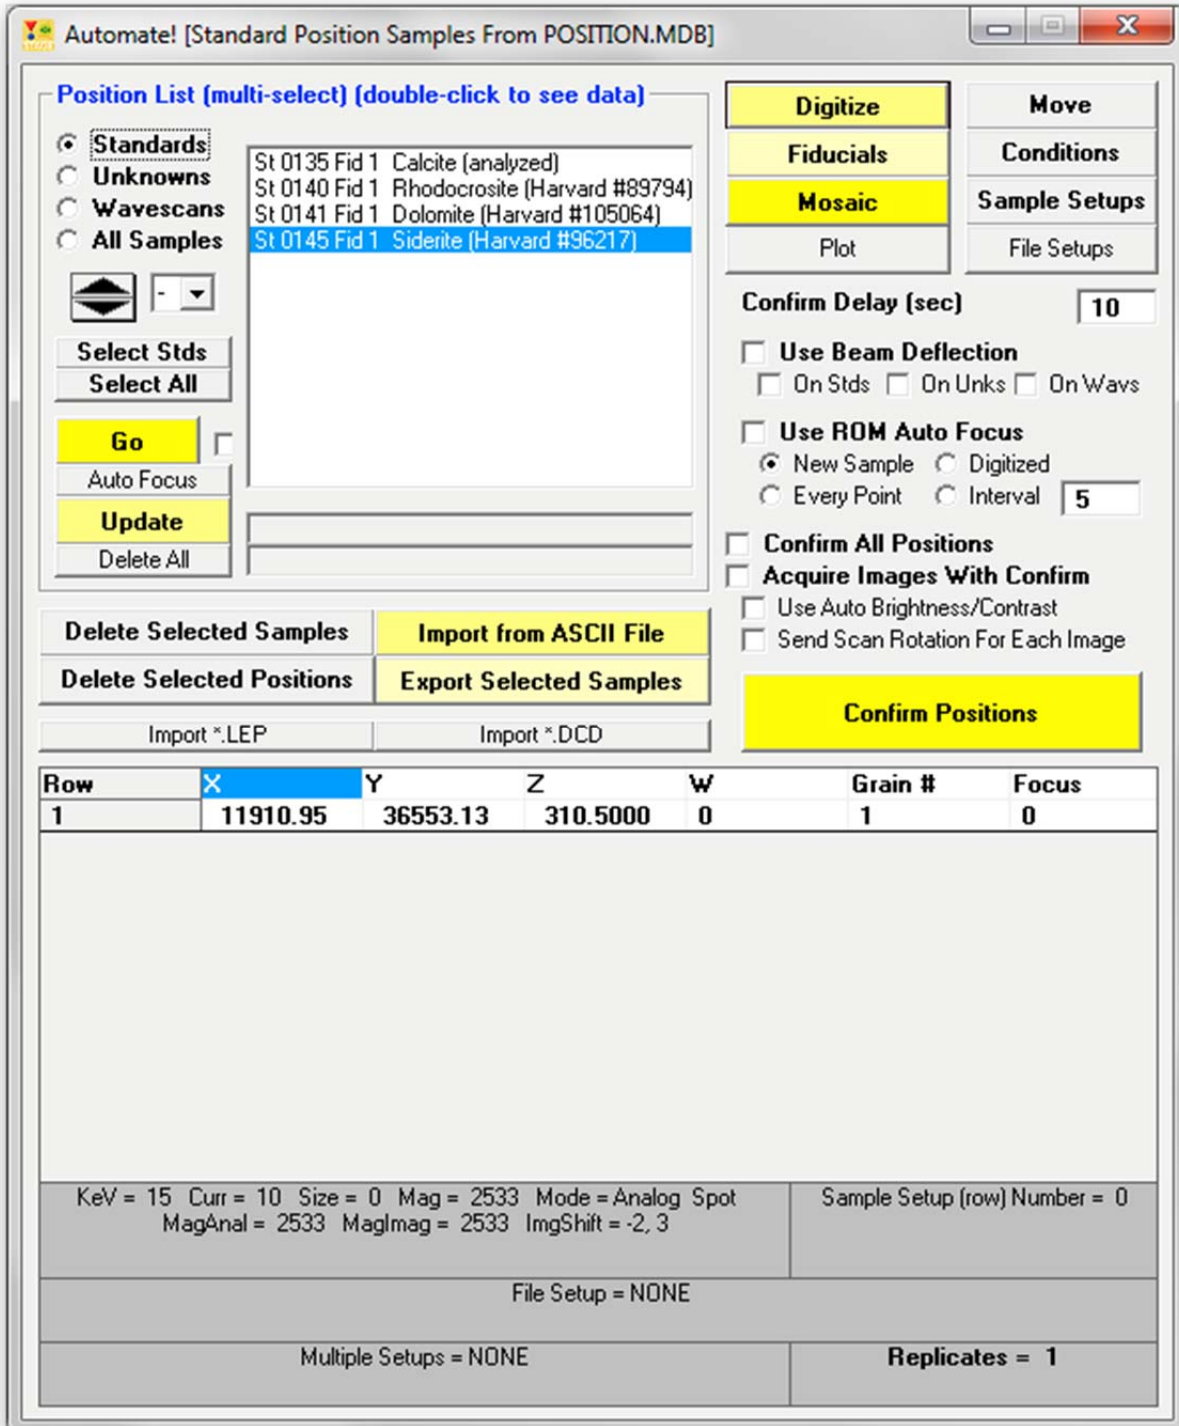 Automate! [Standard Position Samples From POSITION.MDB]
Position List (multi-select) (double-click to see data)
Standards
Unknowns
Wavescans
All Samples
-
Select Stds
Select All
Go
Auto Focus
Update
Delete All
St 0135 Fid 1 Calcite (analyzed)
St 0140 Fid 1 Rhodocrosite (Harvard #89794)
St 0141 Fid 1 Dolomite (Harvard #105064)
St 0145 Fid 1 Siderite (Harvard #96217)
Digitize
Move
Fiducials
Conditions
Mosaic
Sample Setups
Plot
File Setups
Confirm Delay (sec) 10
Use Beam Deflection
On Stds On Unks On Wavs
Use ROM Auto Focus
New Sample Digitized
Every Point Interval 5
Confirm All Positions
Acquire Images With Confirm
Use Auto Brightness/Contrast
Send Scan Rotation For Each Image
Confirm Positions
Delete Selected Samples Import from ASCII File
Delete Selected Positions Export Selected Samples
Import *.LEP Import *.DCD
Row X Y Z W Grain # Focus
1 11910.95 36553.13 310.5000 0 1 0
KeV = 15 Curr = 10 Size = 0 Mag = 2533 Mode = Analog Spot
MagAnal = 2533 MagImag = 2533 ImgShift = -2, 3
Sample Setup (row) Number = 0
File Setup = NONE
Multiple Setups = NONE
Replicates = 1